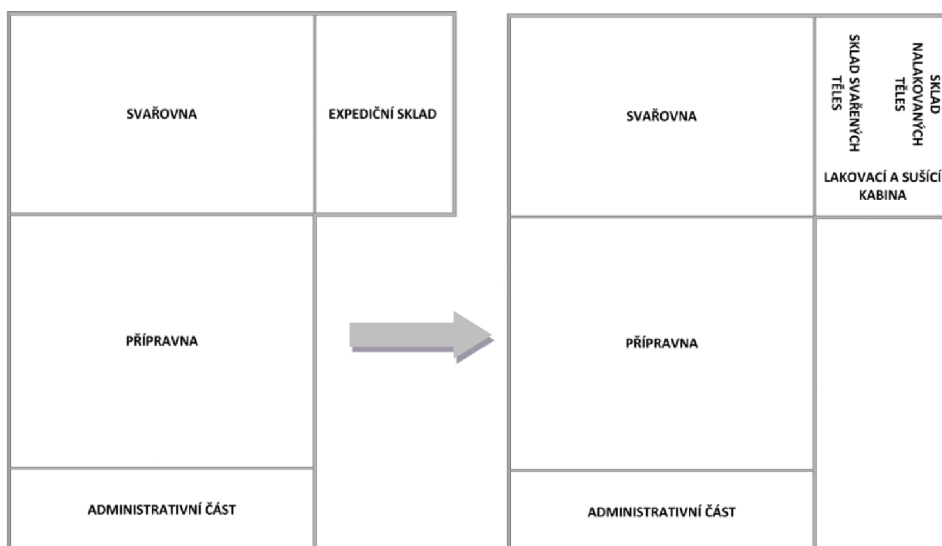 SVAŘOVNA
EXPEDIČNÍ SKLAD
PŘÍPRAVNA
ADMINISTRATIVNÍ ČÁST
SVAŘOVNA
SKLAD SVAŘENÝCH
TĚLES
SKLAD
NALAKOVANÝCH
TĚLES
LAKOVACÍ A SUŠÍCÍ
KABINA
PŘÍPRAVNA
ADMINISTRATIVNÍ ČÁST